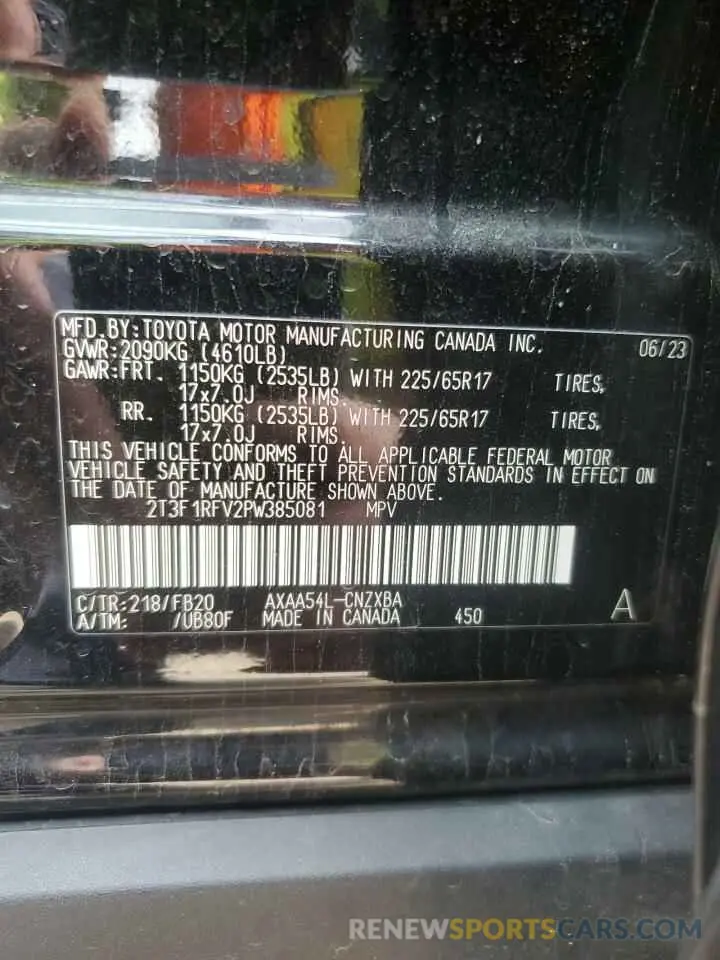 MFD.BY:TOYOTA MOTOR MANUFACTURING CANADA INC. 06/23
GVWR:2090KG (4610LB)
GAWR:FRT. 1150KG (2535LB) WITH 225/65R17 TIRES,
17x7.0J RIMS.
RR. 1150KG (2535LB) WITH 225/65R17 TIRES,
17x7.0J RIMS.
THIS VEHICLE CONFORMS TO ALL APPLICABLE FEDERAL MOTOR
VEHICLE SAFETY AND THEFT PREVENTION STANDARDS IN EFFECT ON
THE DATE OF MANUFACTURE SHOWN ABOVE.
2T3F1RFV2PW385081 MPV
C/TR:218/FB20 AXAA54L-CNZXBA A
A/TM: /UB80F MADE IN CANADA 450
RENEWSPORTSCARS.COM